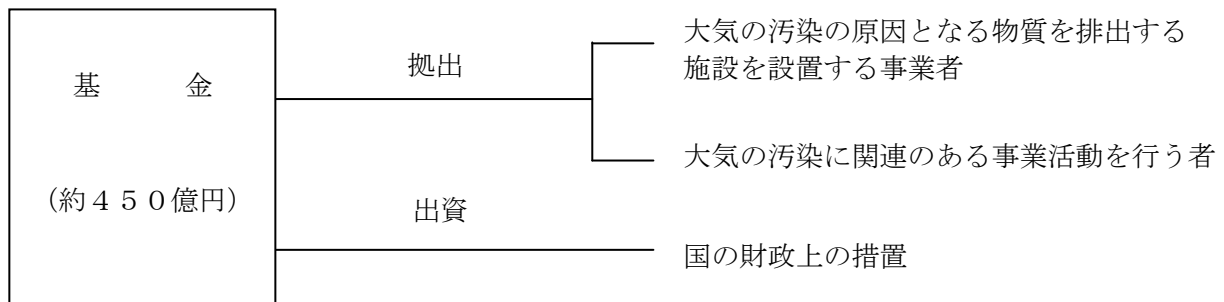 基　　金
(約４５０億円)
拠出
大気の汚染の原因となる物質を排出する
施設を設置する事業者
大気の汚染に関連のある事業活動を行う者
出資
国の財政上の措置